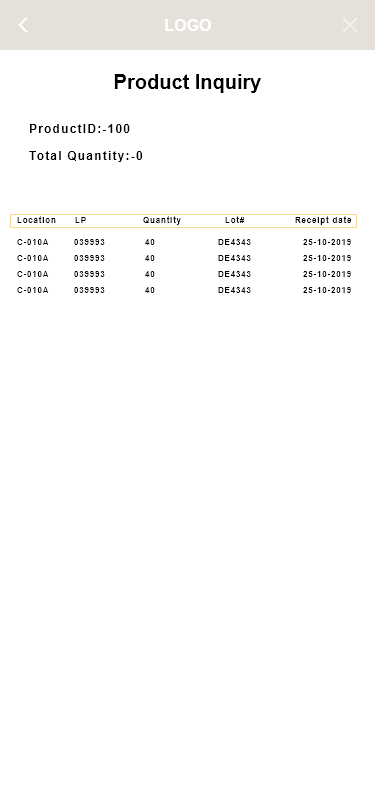 LOGO
Product Inquiry
ProductID:-100
Total Quantity:-0
Location LP Quantity Lot# Receipt date
C-010A 039993 40 DE4343 25-10-2019
C-010A 039993 40 DE4343 25-10-2019
C-010A 039993 40 DE4343 25-10-2019
C-010A 039993 40 DE4343 25-10-2019